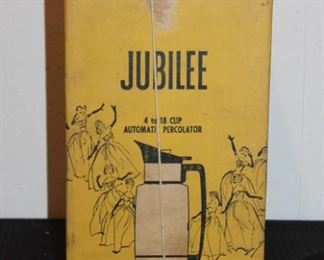 JUBILEE
4 to 18 CUP
AUTOMATIC PERCOLATOR